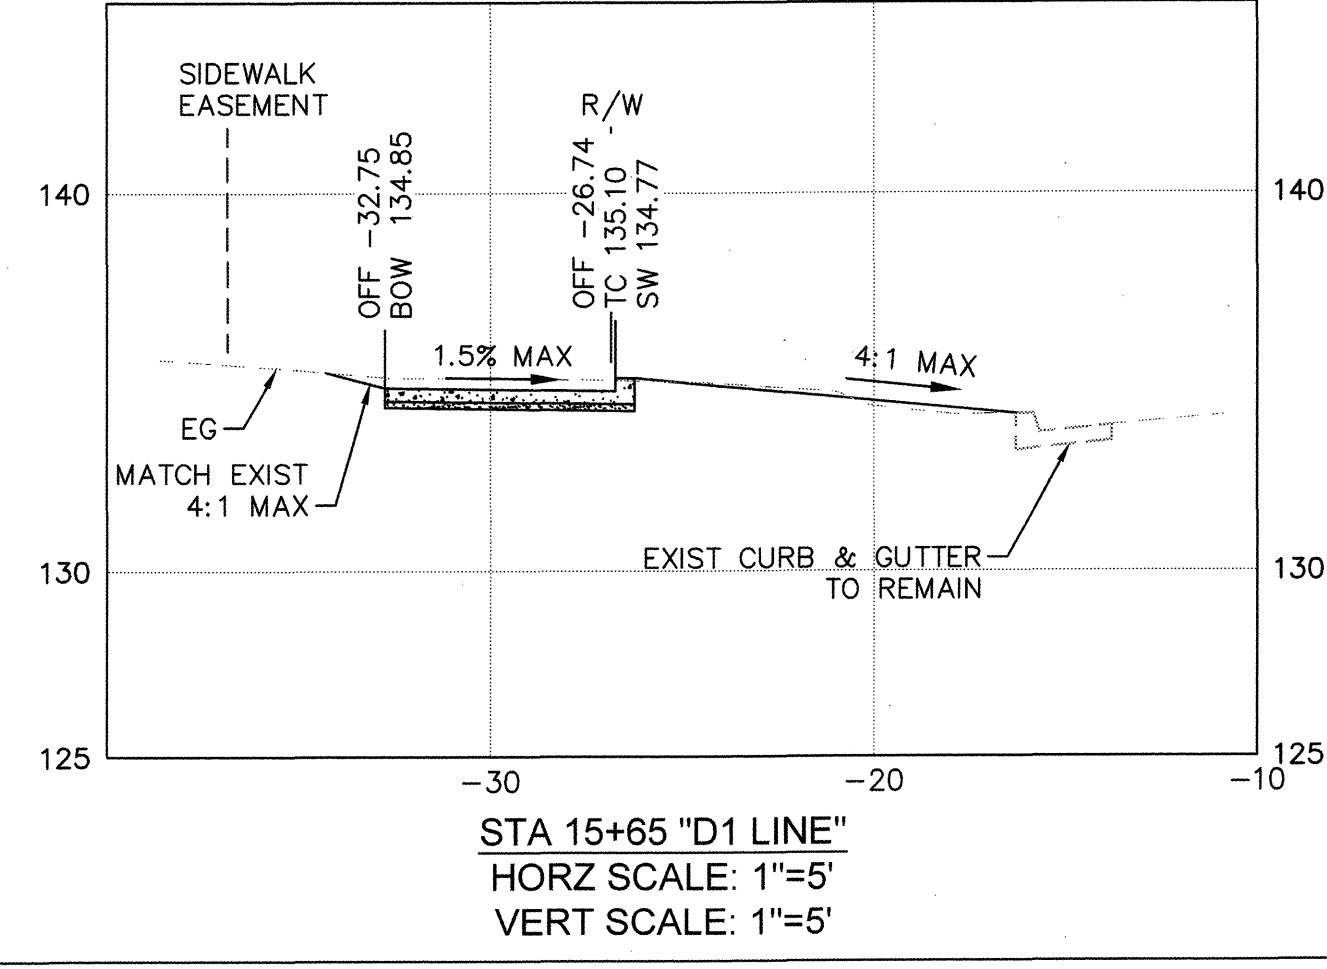 SIDEWALK
EASEMENT
R/W
OFF -32.75
BOW 134.85
OFF -26.74
TC 135.10
SW 134.77
140
140
1.5% MAX
4:1 MAX
EG
MATCH EXIST
4:1 MAX
EXIST CURB & GUTTER
TO REMAIN
130
130
125
125
-30
-20
-10
STA 15+65 "D1 LINE"
HORZ SCALE: 1"=5'
VERT SCALE: 1"=5'